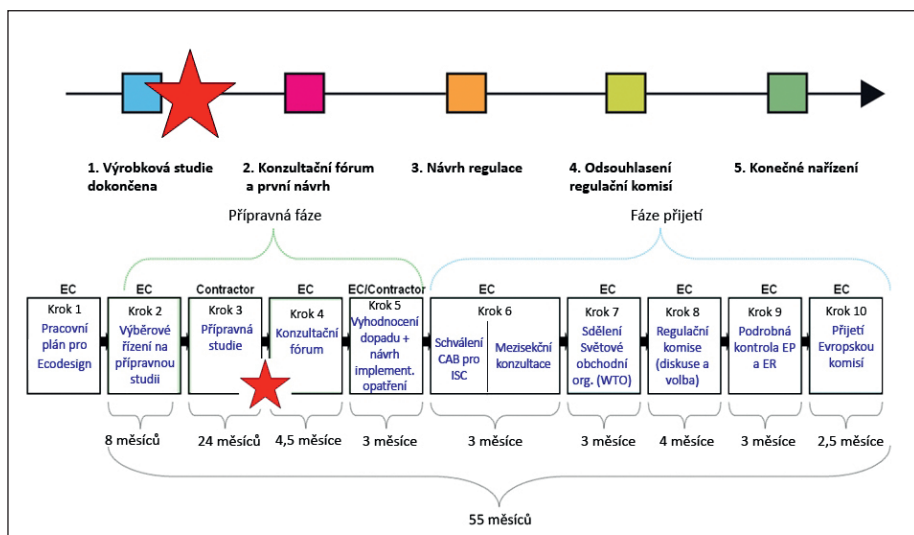 1. Výrobková studie
dokončena
2. Konzultační fórum
a první návrh
3. Návrh regulace
4. Odsouhlasení
regulační komisí
5. Konečné nařízení
Přípravná fáze
Fáze přijetí
EC
Krok 1
Pracovní
plán pro
Ecodesign
EC
Krok 2
Výběrové
řízení na
přípravnou
studii
Contractor
Krok 3
Přípravná
studie
EC
Krok 4
Konzultační
fórum
EC/Contractor
Krok 5
Vyhodnocení
dopadu +
návrh
implement.
opatření
EC
Krok 6
Schválení
CAB pro
ISC
Mezisekční
konzultace
EC
Krok 7
Sdělení
Světové
obchodní
org. (WTO)
EC
Krok 8
Regulační
komise
(diskuse a
volba)
EC
Krok 9
Podrobná
kontrola EP
a ER
EC
Krok 10
Přijetí
Evropskou
komisí
8 měsíců
24 měsíců
4,5 měsíce
3 měsíce
3 měsíce
3 měsíce
4 měsíce
3 měsíce
2,5 měsíce
55 měsíců